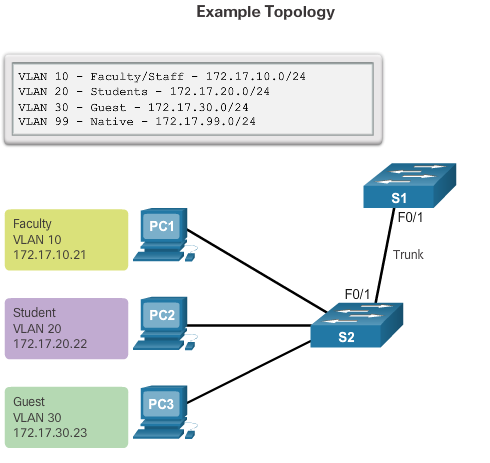 Example Topology
VLAN 10 - Faculty/Staff - 172.17.10.0/24
VLAN 20 - Students - 172.17.20.0/24
VLAN 30 - Guest - 172.17.30.0/24
VLAN 99 - Native - 172.17.99.0/24
S1
F0/1
Trunk
Faculty
VLAN 10
172.17.10.21
PC1
Student
VLAN 20
172.17.20.22
PC2
F0/1
S2
Guest
VLAN 30
172.17.30.23
PC3